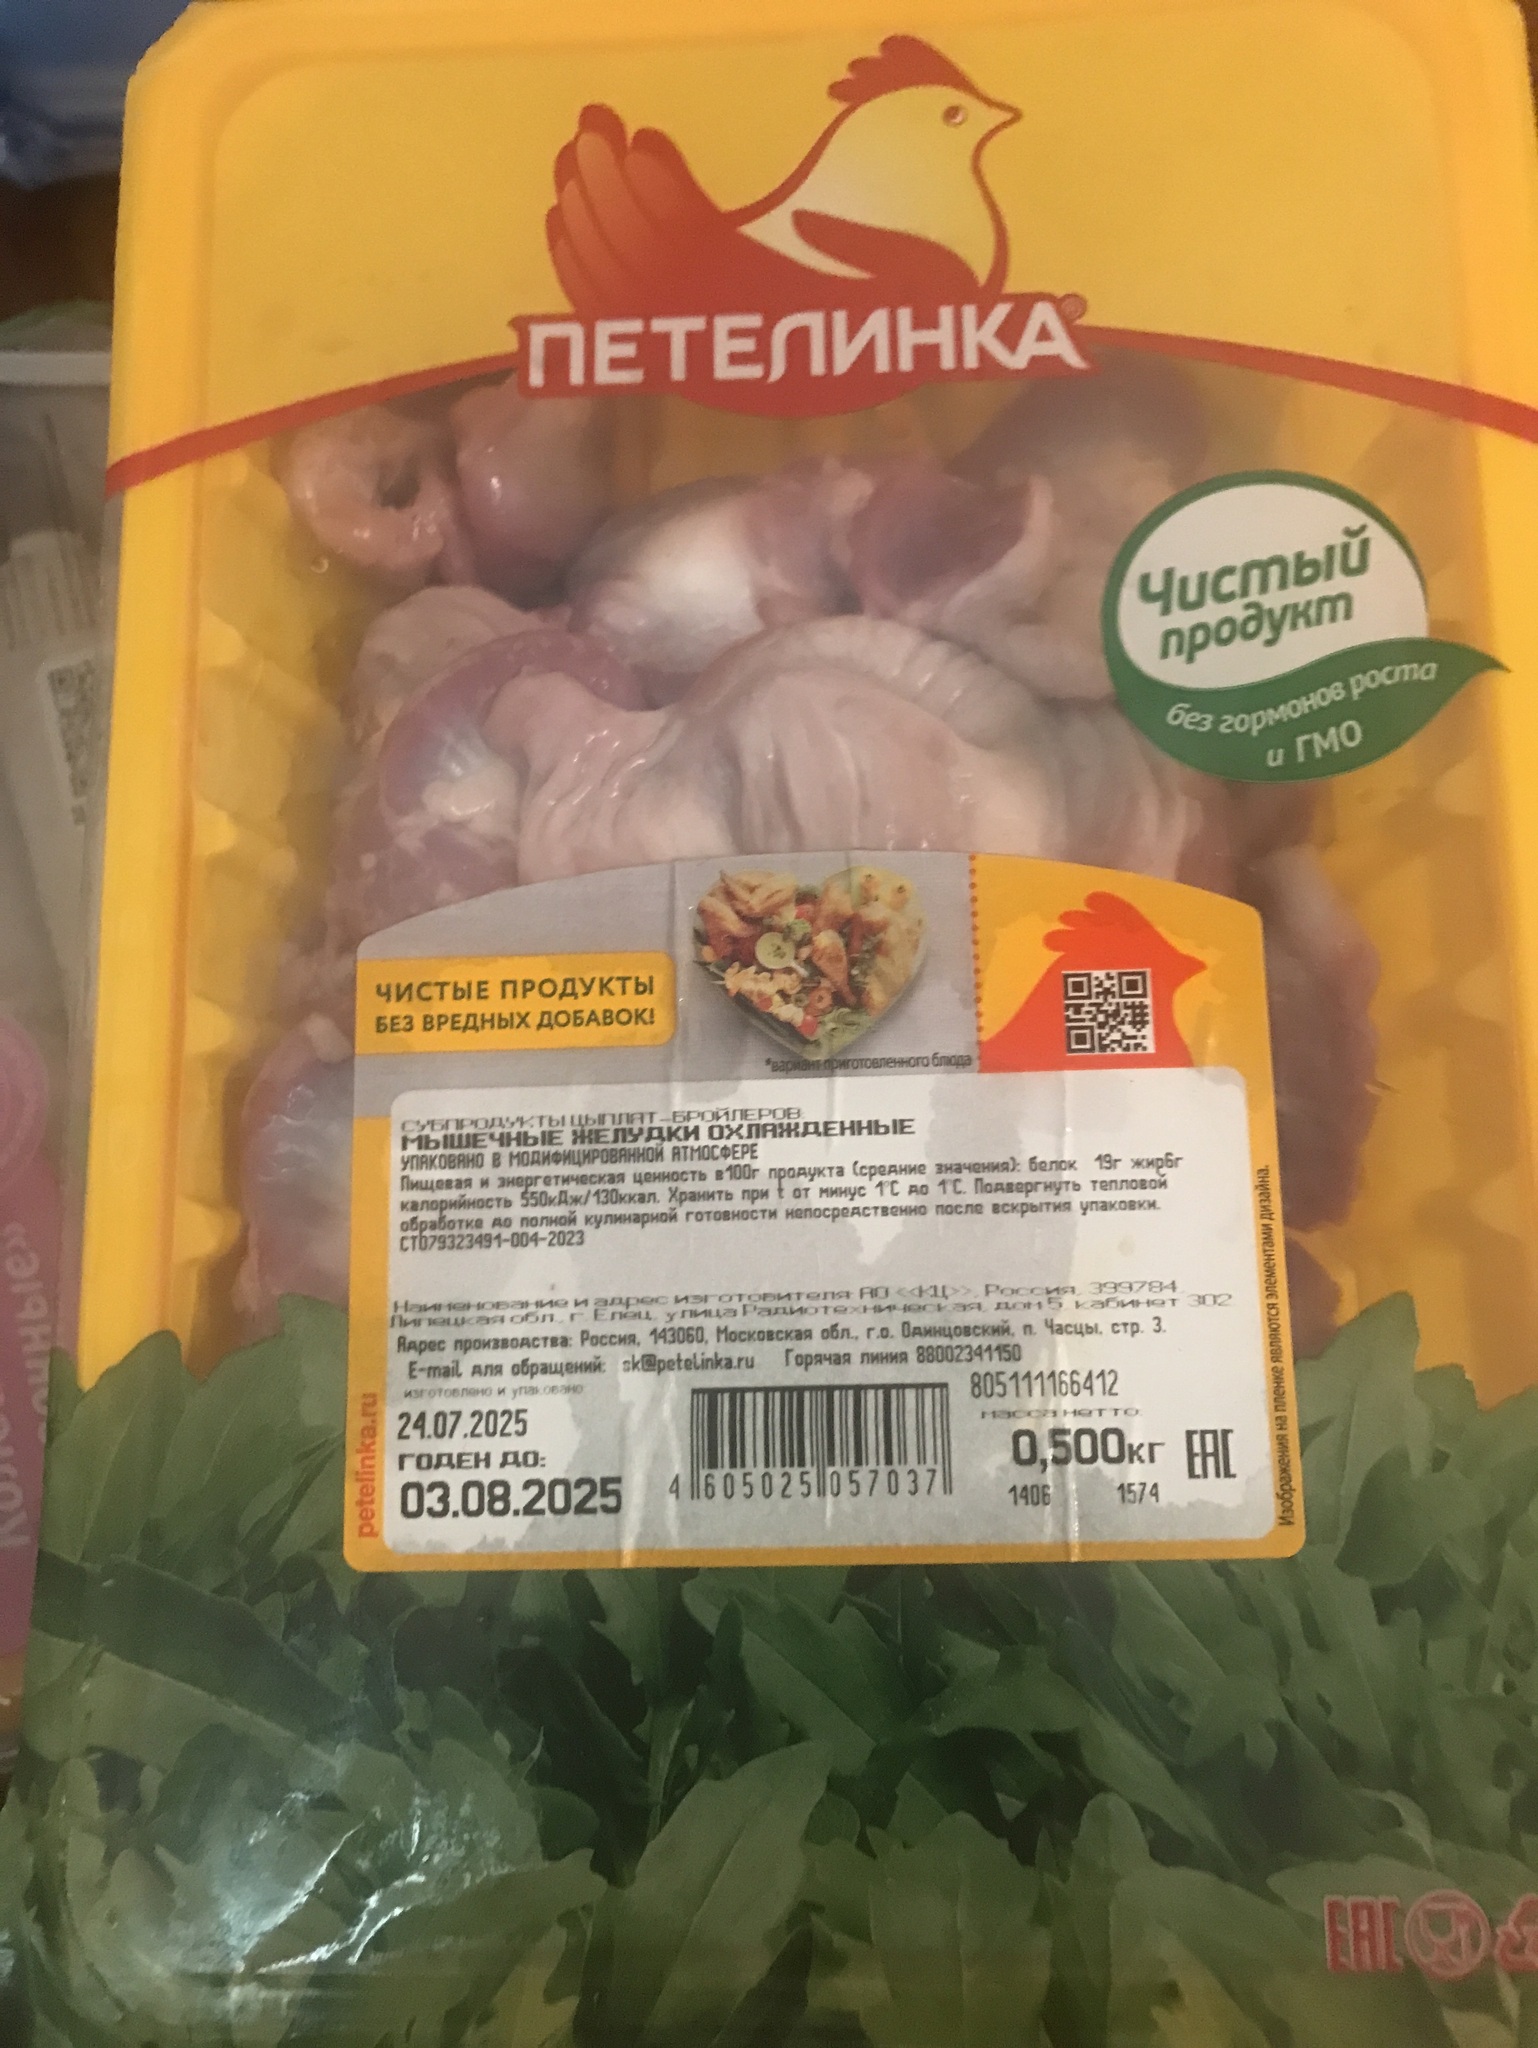 ПЕТЕЛИНКА®
Чистый
продукт
без гормонов роста
и ГМО
ЧИСТЫЕ ПРОДУКТЫ
БЕЗ ВРЕДНЫХ ДОБАВОК!
*вариант приготовленного блюда
СУБПРОДУКТЫ ЦЫПЛЯТ-БРОЙЛЕРОВ:
МЫШЕЧНЫЕ ЖЕЛУДКИ ОХЛАЖДЕННЫЕ
УПАКОВАНО В МОДИФИЦИРОВАННОЙ АТМОСФЕРЕ
Пищевая и энергетическая ценность в100г продукта (средние значения): белок 19г жир6г
калорийность 550кДж/130ккал. Хранить при t от минус 1°С до 1°С. Подвергнуть тепловой
обработке до полной кулинарной готовности непосредственно после вскрытия упаковки.
СТО79323491-004-2023
Наименование и адрес изготовителя: АО <<КЦ>>, Россия, 399784,
Липецкая обл., г. Елец, улица Радиотехническая, дом 5, кабинет 302
Адрес производства: Россия, 143060, Московская обл., г.о. Одинцовский, п. Часцы, стр. 3.
E-mail для обращений: sk@petelinka.ru Горячая линия 88002341150
изготовлено и упаковано
805111166412
24.07.2025
масса нетто
ГОДЕН ДО:
0,500кг
EAC
03.08.2025
4 605025 057037
1406 1574
petelinka.ru
Изображения на пленке являются элементами дизайна.
EAC